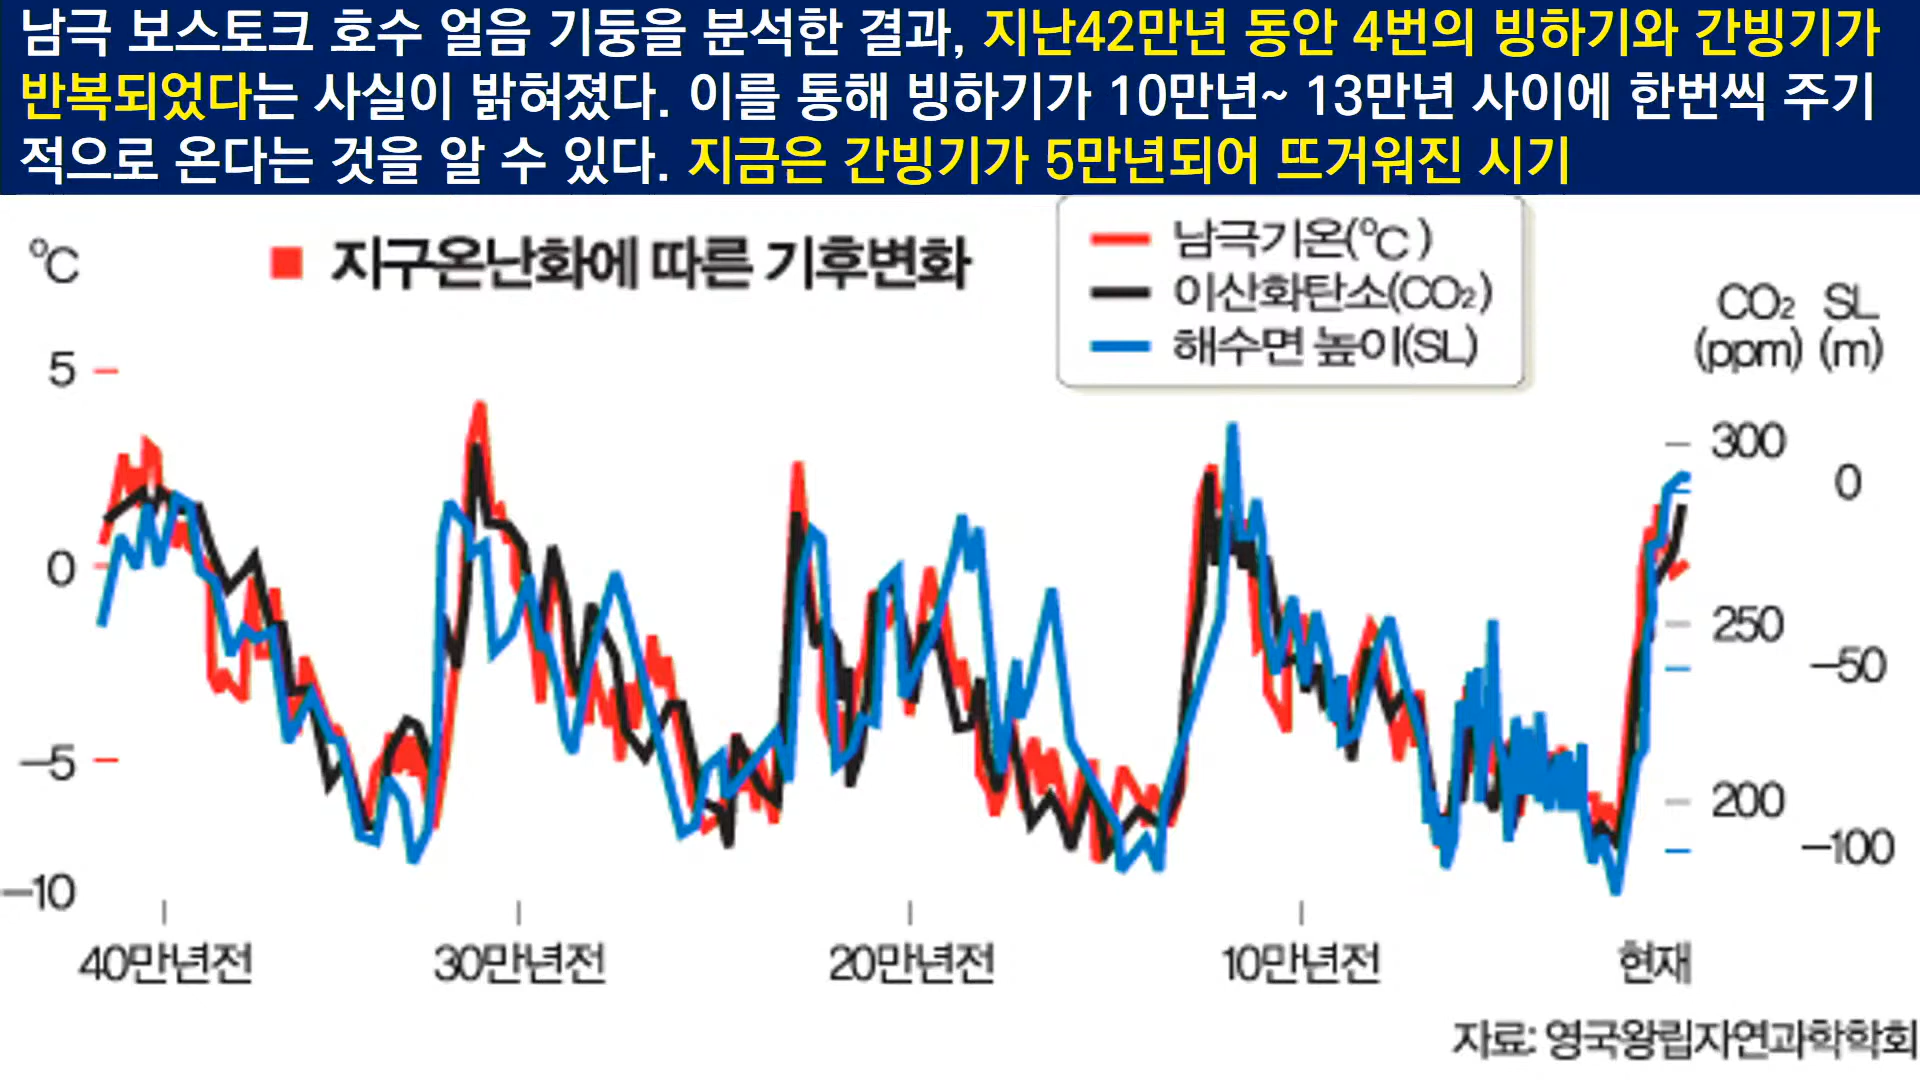 남극 보스토크 호수 얼음 기둥을 분석한 결과, 지난42만년 동안 4번의 빙하기와 간빙기가
반복되었다는 사실이 밝혀졌다. 이를 통해 빙하기가 10만년~ 13만년 사이에 한번씩 주기
적으로 온다는 것을 알 수 있다. 지금은 간빙기가 5만년되어 뜨거워진 시기
℃
■ 지구온난화에 따른 기후변화
남극기온(℃)
이산화탄소(CO₂)
해수면 높이(SL)
CO₂ SL
(ppm) (m)
5
0
−5
−10
300
0
250
−50
200
−100
40만년전 30만년전 20만년전 10만년전 현재
자료: 영국왕립자연과학학회